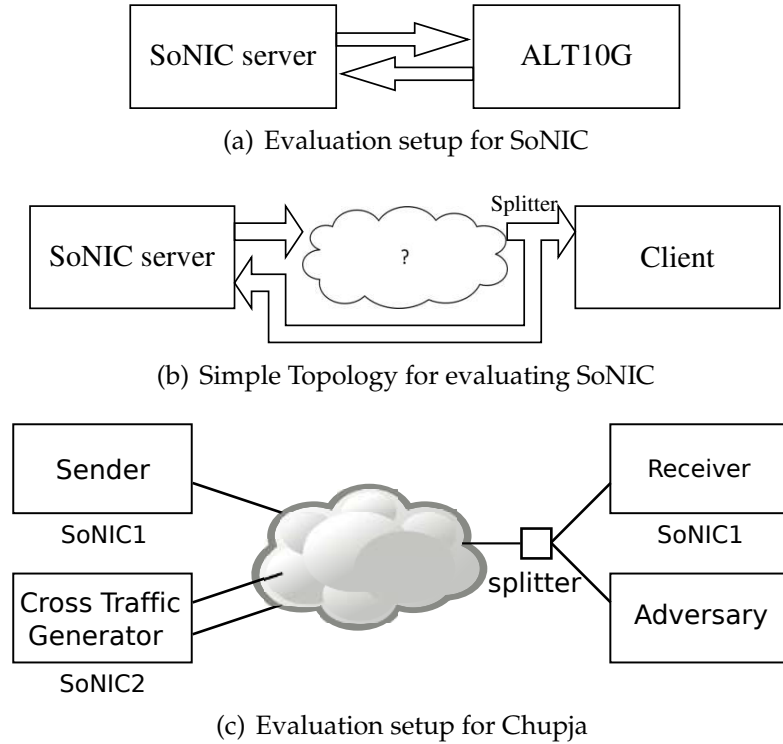 SoNIC server
ALT10G
(a) Evaluation setup for SoNIC
SoNIC server
?
Splitter
Client
(b) Simple Topology for evaluating SoNIC
Sender
SoNIC1
Cross Traffic
Generator
SoNIC2
splitter
Receiver
SoNIC1
Adversary
(c) Evaluation setup for Chupja